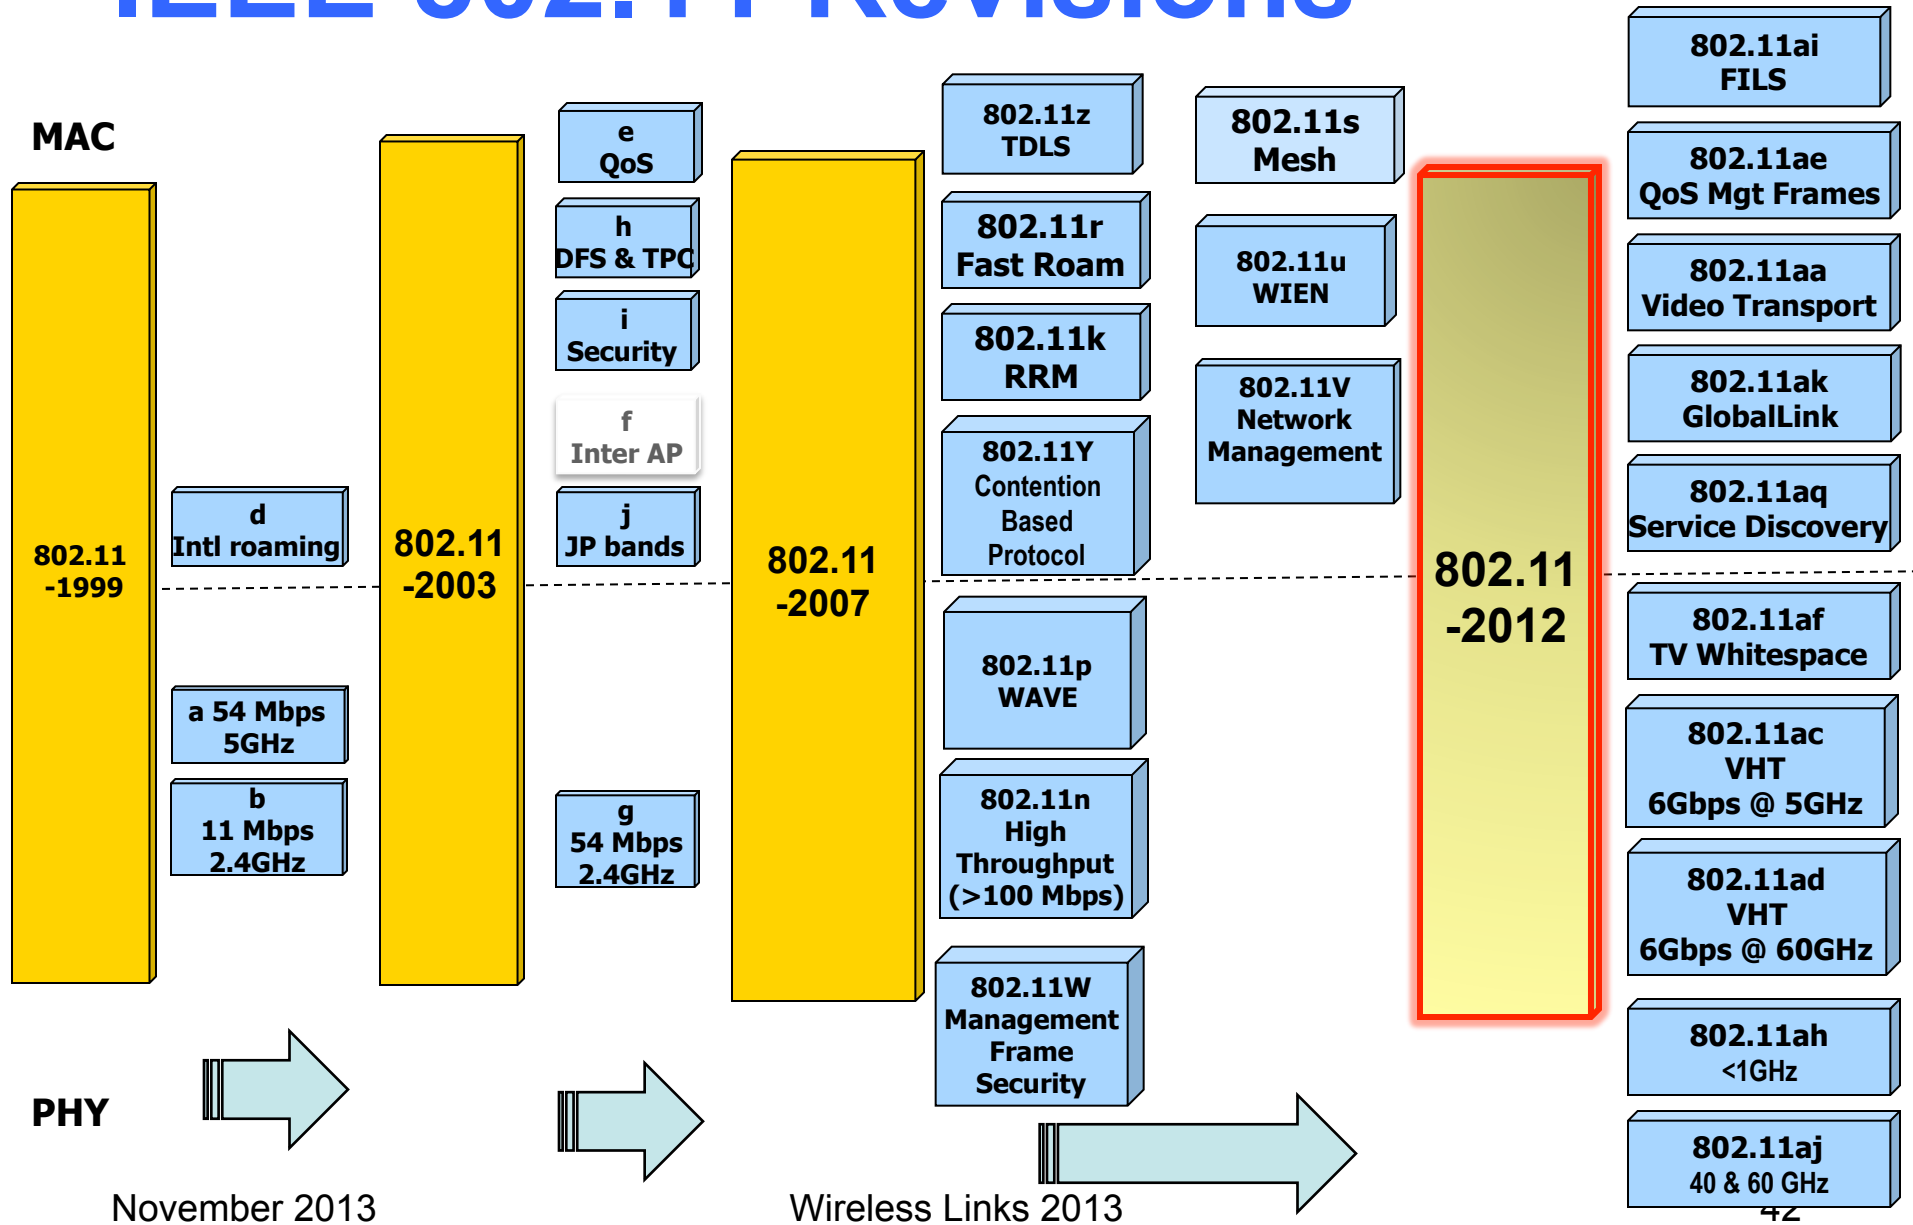 IEEE 802.11 Revisions
MAC
802.11
-1999
d
Intl roaming
a 54 Mbps
5GHz
b
11 Mbps
2.4GHz
802.11
-2003
e
QoS
h
DFS & TPC
i
Security
f
Inter AP
j
JP bands
g
54 Mbps
2.4GHz
802.11
-2007
802.11z
TDLS
802.11r
Fast Roam
802.11k
RRM
802.11Y
Contention
Based
Protocol
802.11p
WAVE
802.11n
High
Throughput
(>100 Mbps)
802.11W
Management
Frame
Security
802.11s
Mesh
802.11u
WIEN
802.11V
Network
Management
802.11
-2012
802.11ai
FILS
802.11ae
QoS Mgt Frames
802.11aa
Video Transport
802.11ak
GlobalLink
802.11aq
Service Discovery
802.11af
TV Whitespace
802.11ac
VHT
6Gbps @ 5GHz
802.11ad
VHT
6Gbps @ 60GHz
802.11ah
<1GHz
802.11aj
40 & 60 GHz
PHY
November 2013
Wireless Links 2013
42